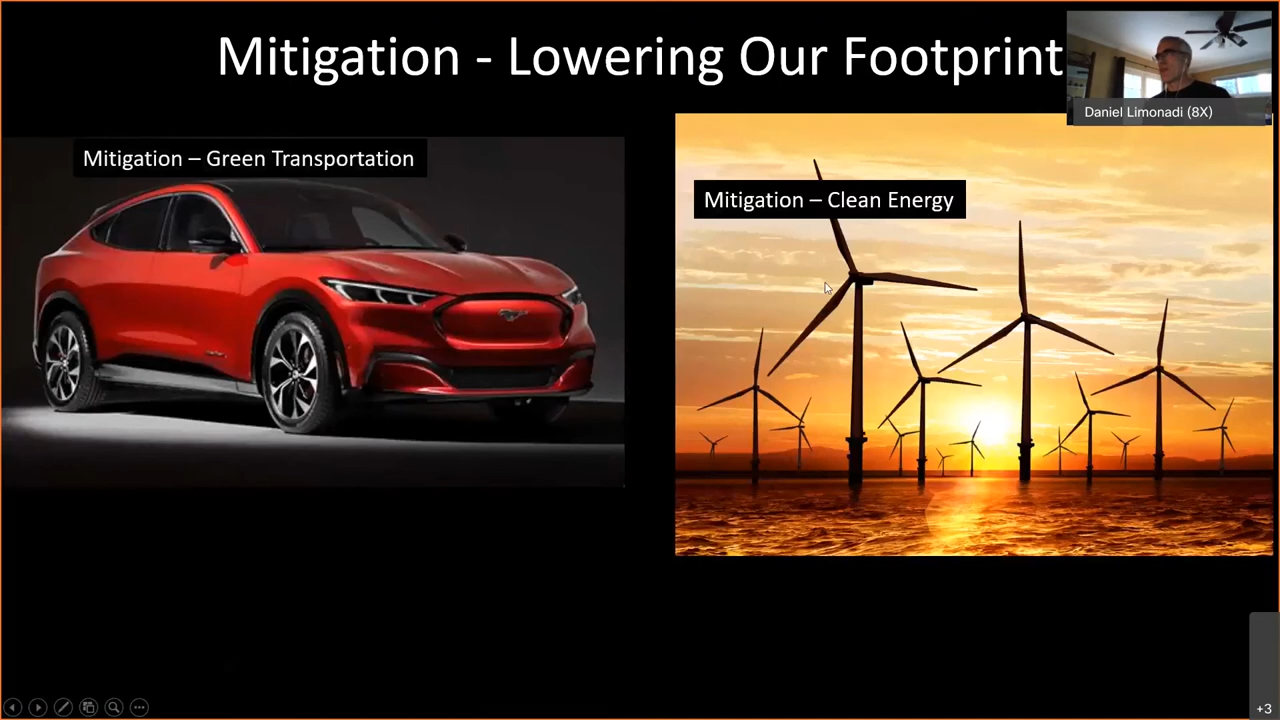 Mitigation - Lowering Our Footprint
Daniel Limonadi (8X)
Mitigation – Green Transportation
Mitigation – Clean Energy
+3